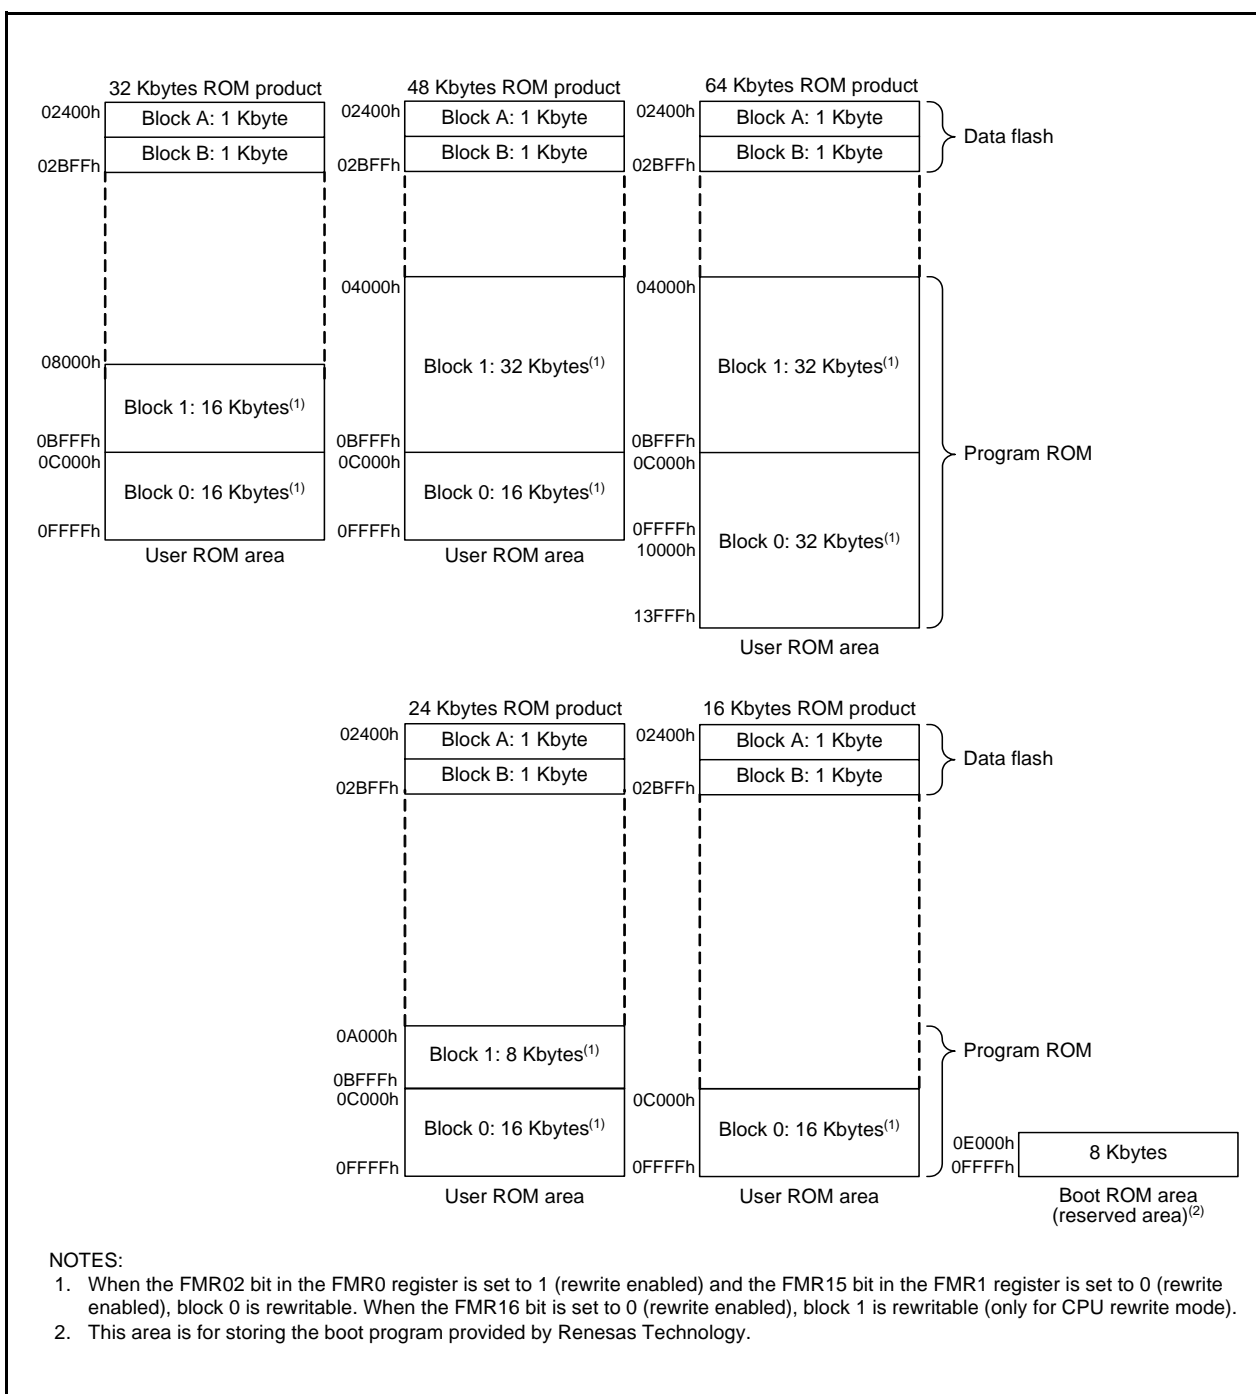 32 Kbytes ROM product
02400h
Block A: 1 Kbyte
Block B: 1 Kbyte
02BFFh
08000h
Block 1: 16 Kbytes(1)
0BFFFh
0C000h
Block 0: 16 Kbytes(1)
0FFFFh
User ROM area
48 Kbytes ROM product
02400h
Block A: 1 Kbyte
Block B: 1 Kbyte
02BFFh
04000h
Block 1: 32 Kbytes(1)
0BFFFh
0C000h
Block 0: 16 Kbytes(1)
0FFFFh
User ROM area
64 Kbytes ROM product
02400h
Block A: 1 Kbyte
Block B: 1 Kbyte
02BFFh
Data flash
04000h
Block 1: 32 Kbytes(1)
0BFFFh
0C000h
Program ROM
0FFFFh
10000h
Block 0: 32 Kbytes(1)
13FFFh
User ROM area
24 Kbytes ROM product
02400h
Block A: 1 Kbyte
Block B: 1 Kbyte
02BFFh
0A000h
Block 1: 8 Kbytes(1)
0BFFFh
0C000h
Block 0: 16 Kbytes(1)
0FFFFh
User ROM area
16 Kbytes ROM product
02400h
Block A: 1 Kbyte
Block B: 1 Kbyte
02BFFh
Data flash
Program ROM
0C000h
Block 0: 16 Kbytes(1)
0FFFFh
User ROM area
0E000h
8 Kbytes
0FFFFh
Boot ROM area
(reserved area)(2)
NOTES:
1. When the FMR02 bit in the FMR0 register is set to 1 (rewrite enabled) and the FMR15 bit in the FMR1 register is set to 0 (rewrite
enabled), block 0 is rewritable. When the FMR16 bit is set to 0 (rewrite enabled), block 1 is rewritable (only for CPU rewrite mode).
2. This area is for storing the boot program provided by Renesas Technology.